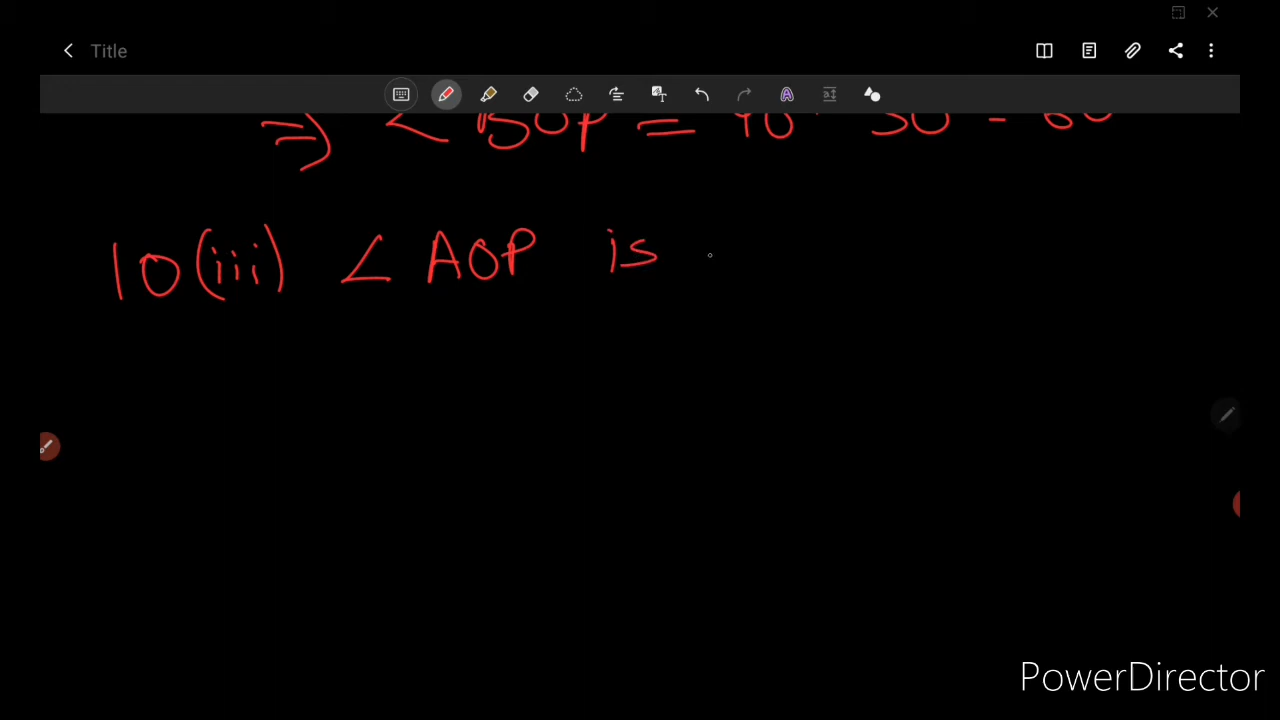 Title
=> < BOP = 90 - 30 = 60
10(iii) < AOP is
PowerDirector